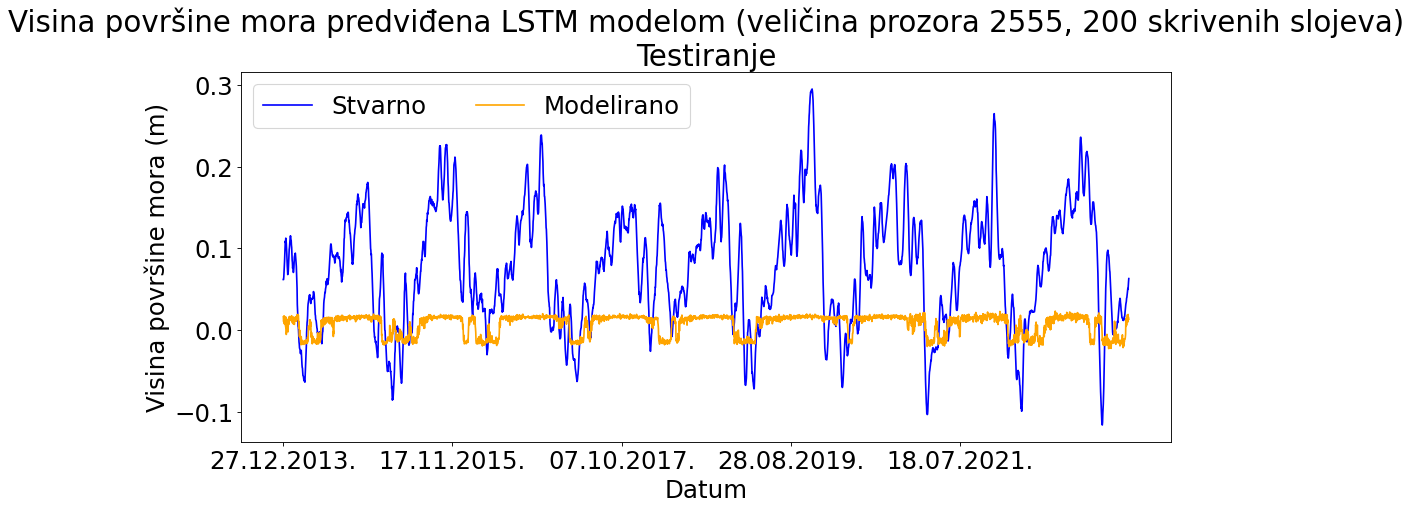 Visina površine mora predviđena LSTM modelom (veličina prozora 2555, 200 skrivenih slojeva)
Testiranje
Stvarno
Modelirano
Visina površine mora (m)
0.3
0.2
0.1
0.0
−0.1
27.12.2013.
17.11.2015.
07.10.2017.
28.08.2019.
18.07.2021.
Datum